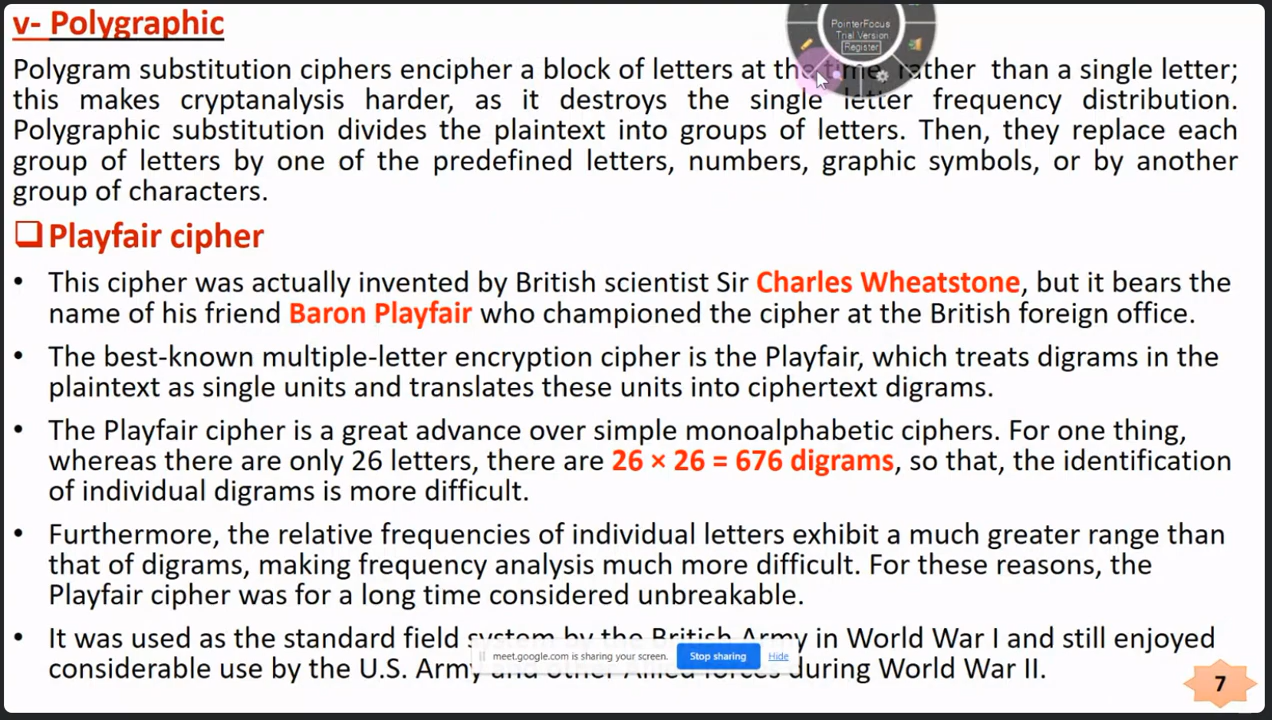 v- Polygraphic
PointerFocus
Trial Version
Register
Polygram substitution ciphers encipher a block of letters at the time, rather than a single letter;
this makes cryptanalysis harder, as it destroys the single letter frequency distribution.
Polygraphic substitution divides the plaintext into groups of letters. Then, they replace each
group of letters by one of the predefined letters, numbers, graphic symbols, or by another
group of characters.
❑ Playfair cipher
• This cipher was actually invented by British scientist Sir Charles Wheatstone, but it bears the
name of his friend Baron Playfair who championed the cipher at the British foreign office.
• The best-known multiple-letter encryption cipher is the Playfair, which treats digrams in the
plaintext as single units and translates these units into ciphertext digrams.
• The Playfair cipher is a great advance over simple monoalphabetic ciphers. For one thing,
whereas there are only 26 letters, there are 26 × 26 = 676 digrams, so that, the identification
of individual digrams is more difficult.
• Furthermore, the relative frequencies of individual letters exhibit a much greater range than
that of digrams, making frequency analysis much more difficult. For these reasons, the
Playfair cipher was for a long time considered unbreakable.
• It was used as the standard field system by the British Army in World War I and still enjoyed
meet.google.com is sharing your screen. Stop sharing Hide
considerable use by the U.S. Army and other Allied forces during World War II.
7